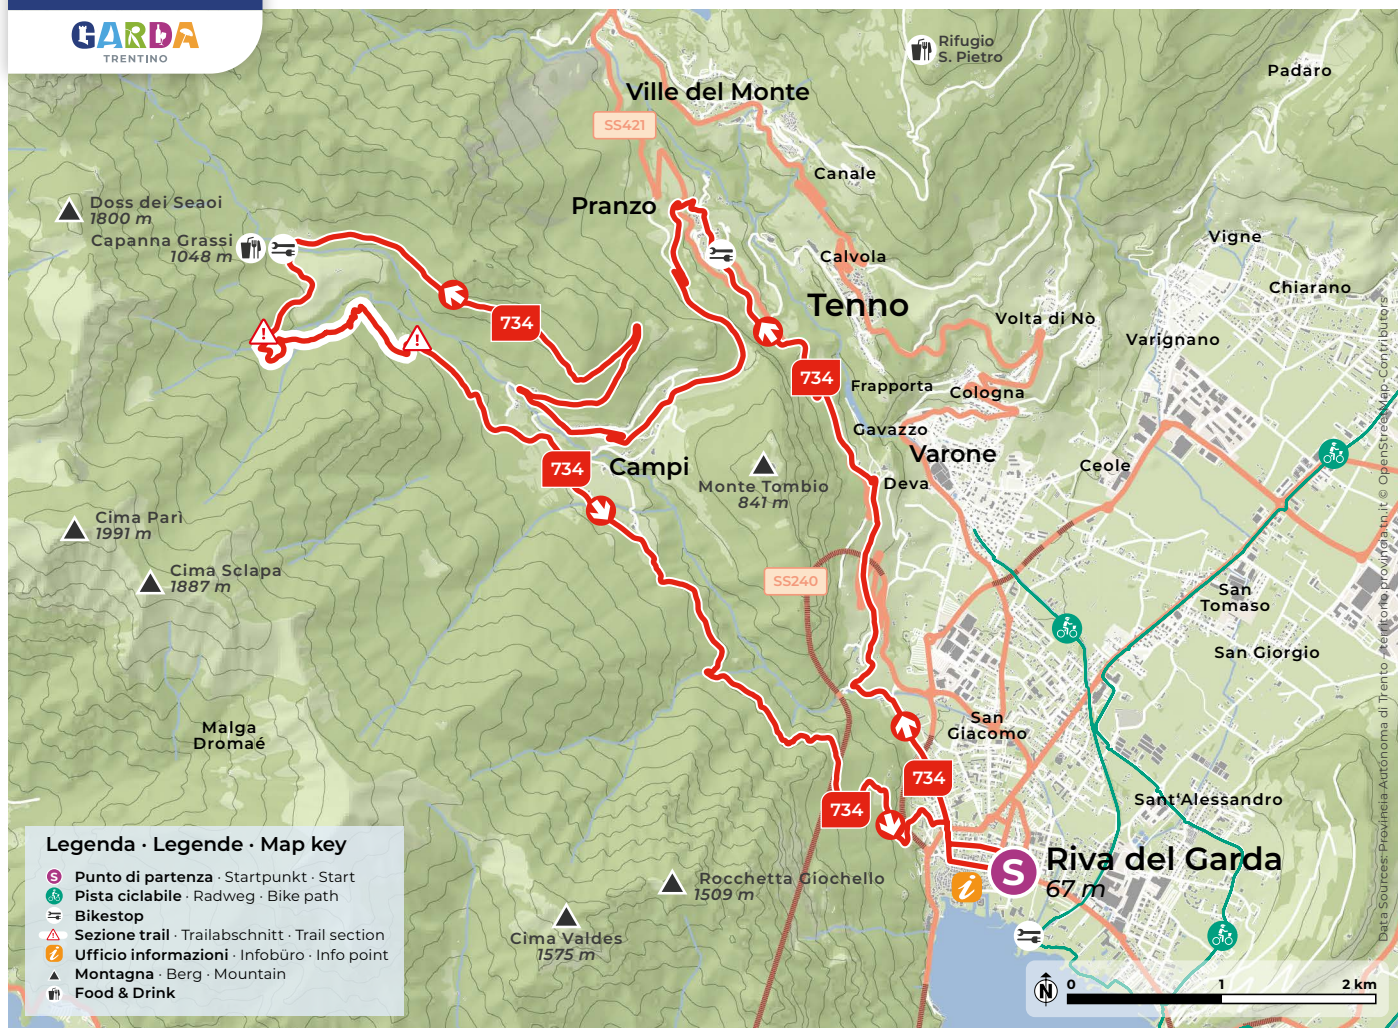 GARDA
TRENTINO
Rifugio
S. Pietro
Padaro
Ville del Monte
SS421
Canale
Doss dei Seaoi
1800 m
Pranzo
Capanna Grassi
1048 m
Vigne
Calvola
Chiarano
Tenno
734
Volta di Nò
Varignano
734
Frapporta
Cologna
Gavazzo
Varone
Ceole
734
Campi
Deva
Monte Tombio
841 m
Cima Parì
1991 m
Cima Sclapa
1887 m
SS240
San
Tomaso
San Giorgio
Malga
Dromaé
San
Giacomo
734
734
Sant'Alessandro
Riva del Garda
67 m
S
i
Rocchetta Giochello
1509 m
Cima Valdes
1575 m
Legenda · Legende · Map key
S Punto di partenza · Startpunkt · Start
Pista ciclabile · Radweg · Bike path
Bikestop
Sezione trail · Trailabschnitt · Trail section
i Ufficio informazioni · Infobüro · Info point
Montagna · Berg · Mountain
Food & Drink
N
0 1 2 km
Data Sources: Provincia Autonoma di Trento - territorio.provincia.tn.it © OpenStreetMap Contributors